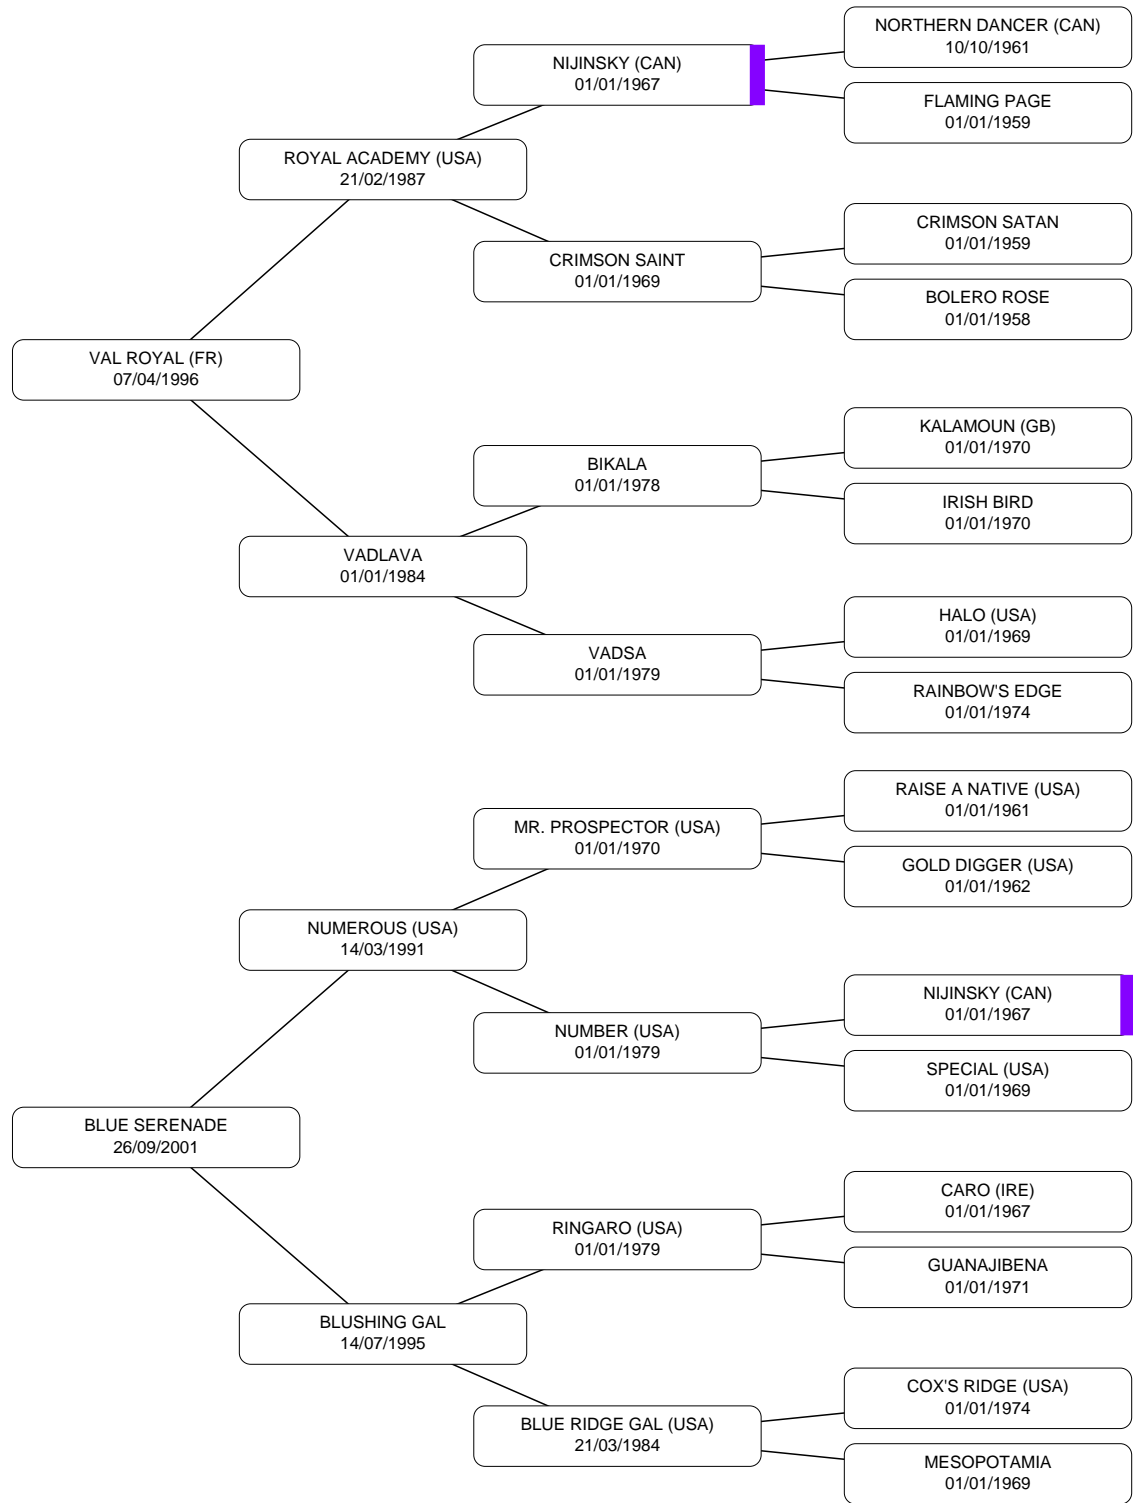 NORTHERN DANCER (CAN)
10/10/1961
NIJINSKY (CAN)
01/01/1967
FLAMING PAGE
01/01/1959
ROYAL ACADEMY (USA)
21/02/1987
CRIMSON SATAN
01/01/1959
CRIMSON SAINT
01/01/1969
BOLERO ROSE
01/01/1958
VAL ROYAL (FR)
07/04/1996
KALAMOUN (GB)
01/01/1970
BIKALA
01/01/1978
IRISH BIRD
01/01/1970
VADLAVA
01/01/1984
HALO (USA)
01/01/1969
VADSA
01/01/1979
RAINBOW'S EDGE
01/01/1974
RAISE A NATIVE (USA)
01/01/1961
MR. PROSPECTOR (USA)
01/01/1970
GOLD DIGGER (USA)
01/01/1962
NUMEROUS (USA)
14/03/1991
NIJINSKY (CAN)
01/01/1967
NUMBER (USA)
01/01/1979
SPECIAL (USA)
01/01/1969
BLUE SERENADE
26/09/2001
CARO (IRE)
01/01/1967
RINGARO (USA)
01/01/1979
GUANAJIBENA
01/01/1971
BLUSHING GAL
14/07/1995
COX'S RIDGE (USA)
01/01/1974
BLUE RIDGE GAL (USA)
21/03/1984
MESOPOTAMIA
01/01/1969